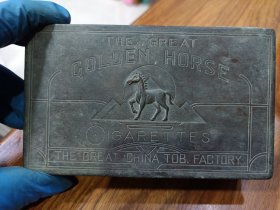 THE GREAT
GOLDEN HORSE
CIGARETTES
THE GREAT CHINA TOB. FACTORY